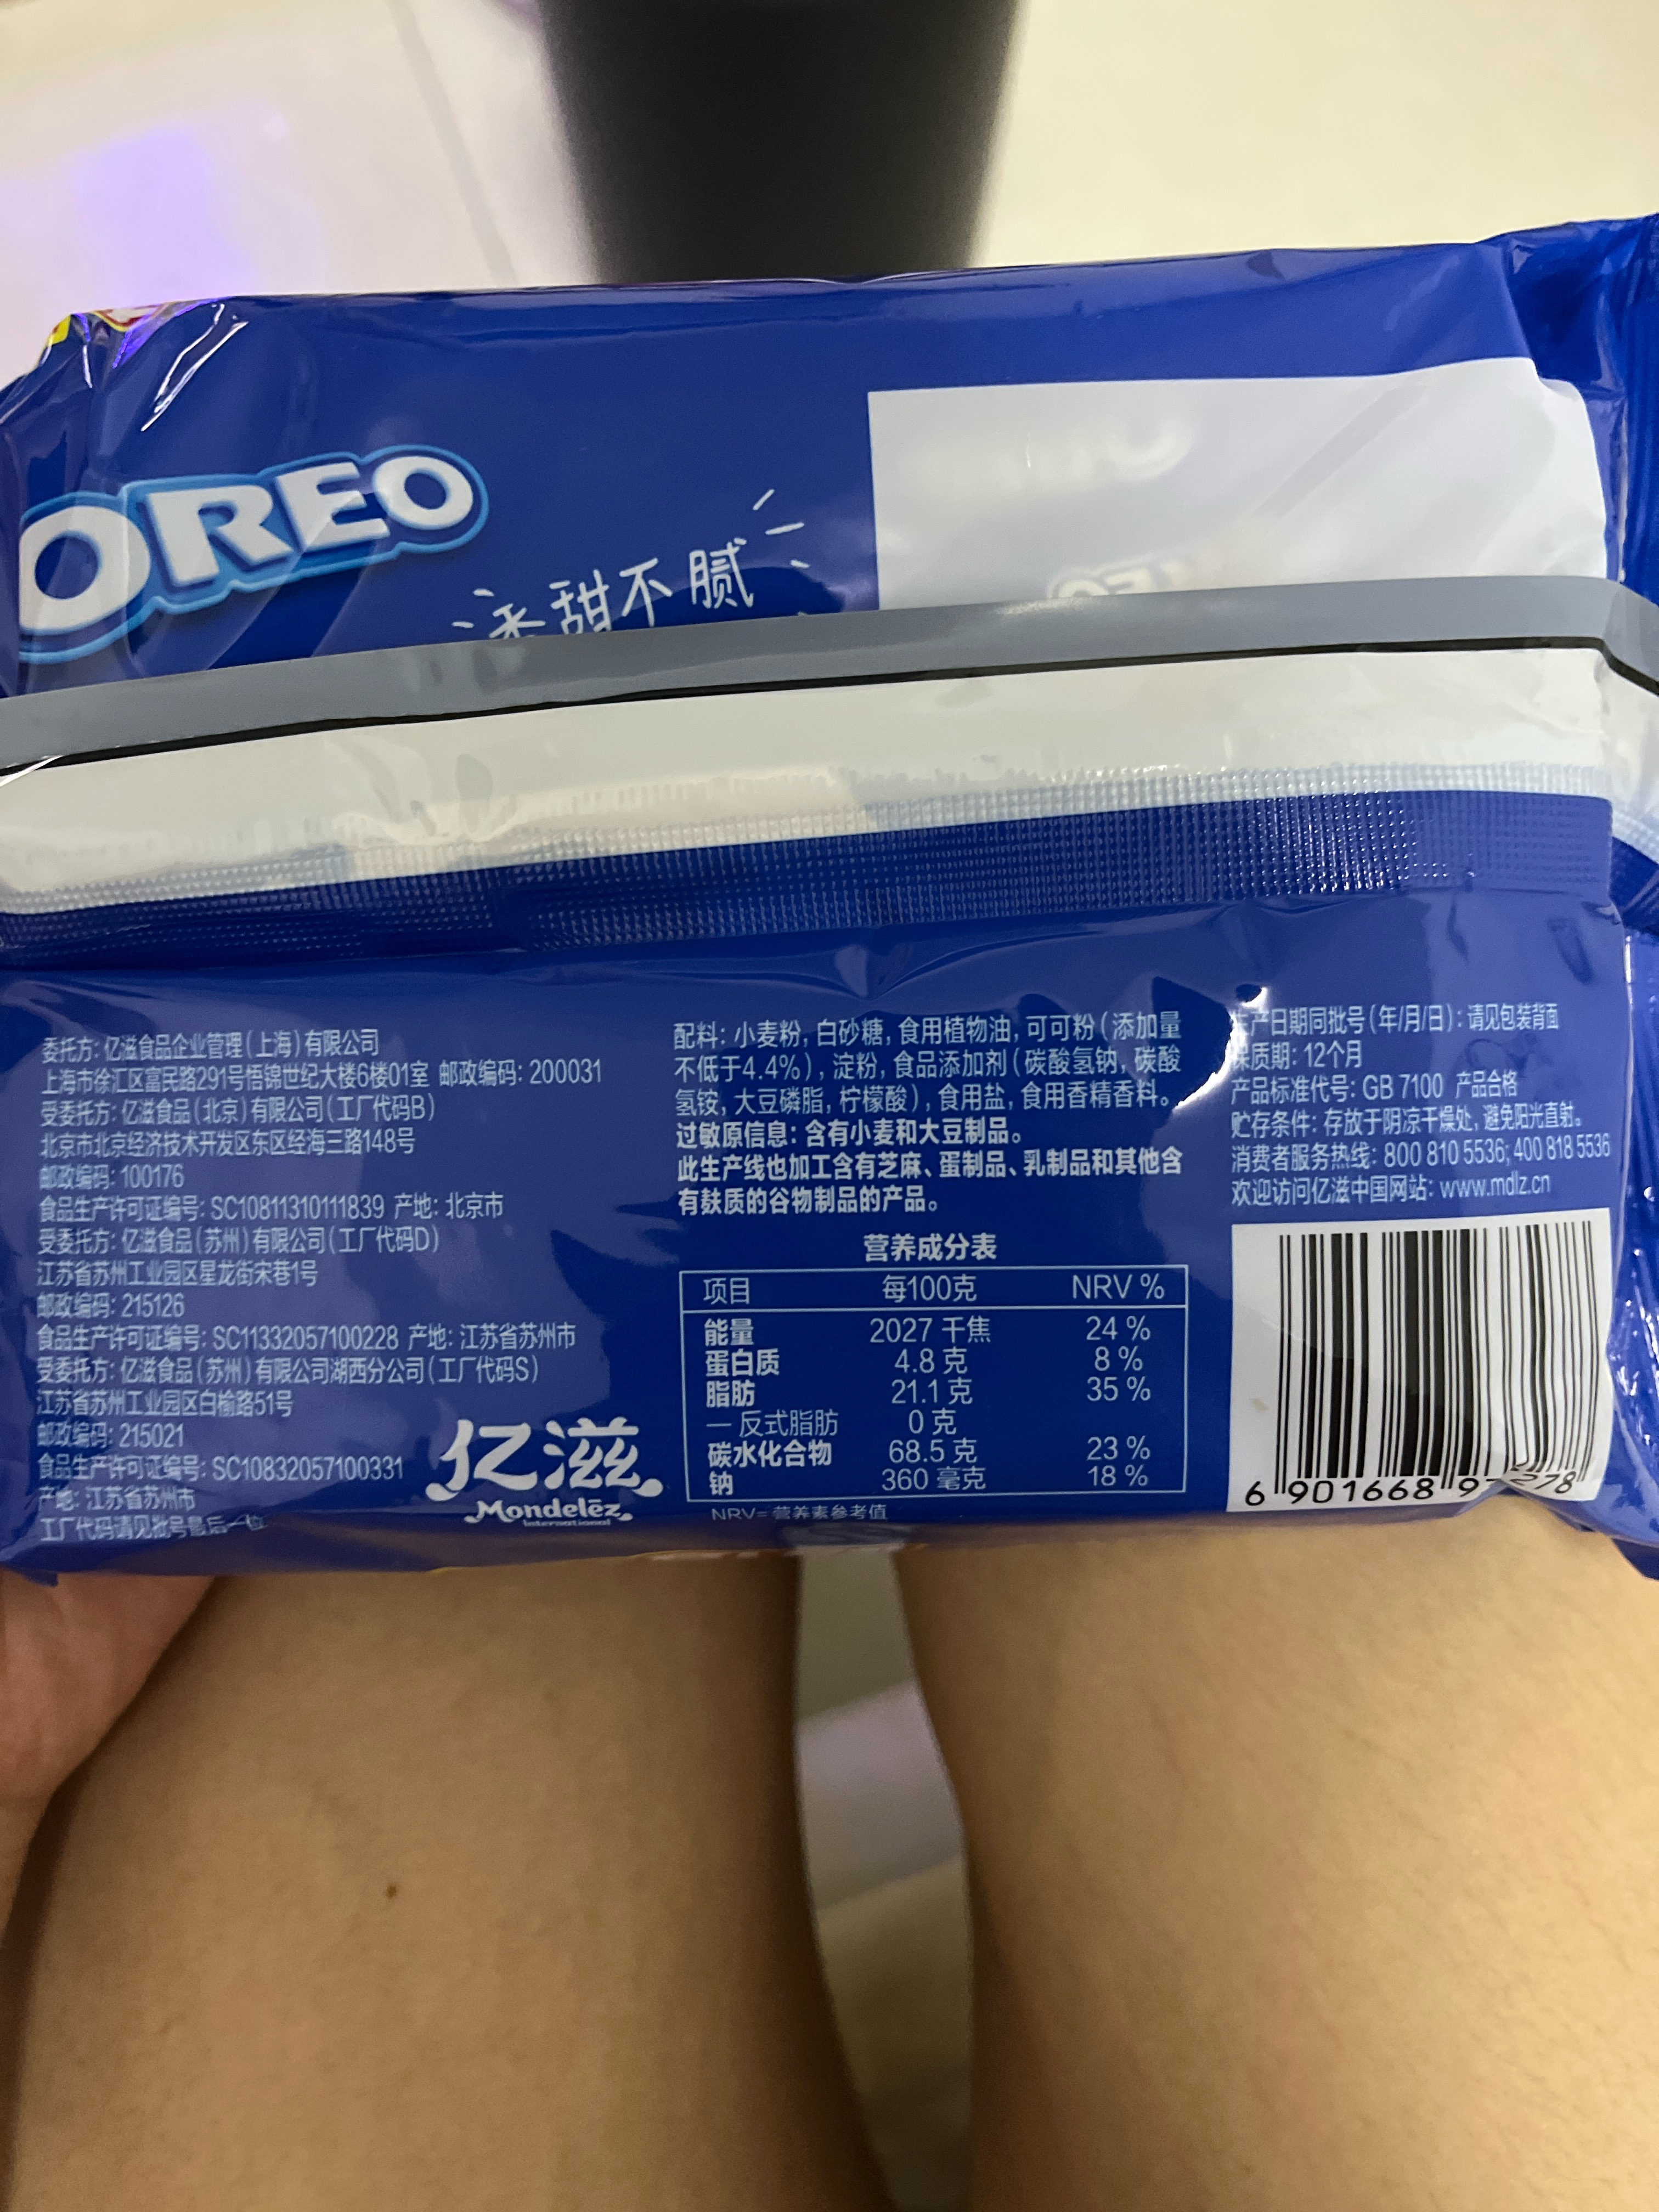 OREO
香甜不腻
委托方: 亿滋食品企业管理(上海)有限公司
上海市徐汇区富民路291号悟锦世纪大楼6楼01室 邮政编码: 200031
受委托方: 亿滋食品(北京)有限公司(工厂代码B)
北京市北京经济技术开发区东区经海三路148号
邮政编码: 100176
食品生产许可证编号: SC10811310111839 产地: 北京市
受委托方: 亿滋食品(苏州)有限公司(工厂代码D)
江苏省苏州工业园区星龙街宋巷1号
邮政编码: 215126
食品生产许可证编号: SC11332057100228 产地: 江苏省苏州市
受委托方: 亿滋食品(苏州)有限公司湖西分公司(工厂代码S)
江苏省苏州工业园区白榆路51号
邮政编码: 215021
食品生产许可证编号: SC10832057100331
产地: 江苏省苏州市
工厂代码请见批号最后一位
亿滋
Mondelēz
International
配料: 小麦粉, 白砂糖, 食用植物油, 可可粉(添加量
不低于4.4%), 淀粉, 食品添加剂(碳酸氢钠, 碳酸
氢铵, 大豆磷脂, 柠檬酸), 食用盐, 食用香精香料。
过敏原信息: 含有小麦和大豆制品。
此生产线也加工含有芝麻、蛋制品、乳制品和其他含
有麸质的谷物制品的产品。
营养成分表
项目 每100克 NRV %
能量 2027 千焦 24 %
蛋白质 4.8 克 8 %
脂肪 21.1 克 35 %
— 反式脂肪 0 克
碳水化合物 68.5 克 23 %
钠 360 毫克 18 %
NRV= 营养素参考值
生产日期同批号(年/月/日): 请见包装背面
保质期: 12个月
产品标准代号: GB 7100 产品合格
贮存条件: 存放于阴凉干燥处, 避免阳光直射。
消费者服务热线: 800 810 5536; 400 818 5536
欢迎访问亿滋中国网站: www.mdlz.cn
6 901668 9